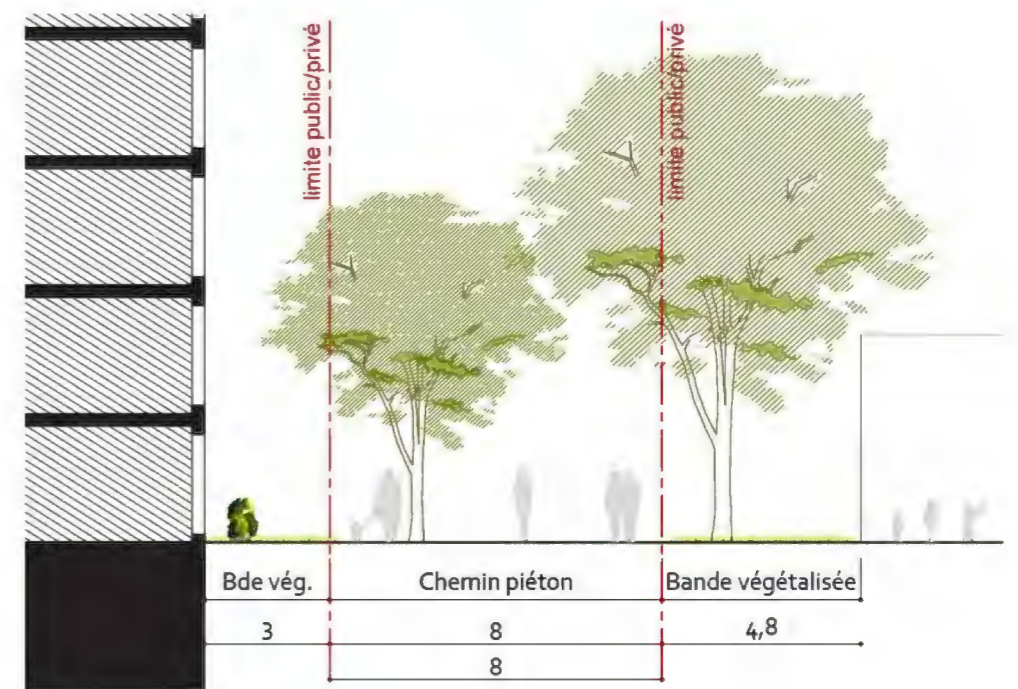 limite public/privé
limite public/privé
Bde vég.
Chemin piéton
Bande végétalisée
3
8
4,8
8